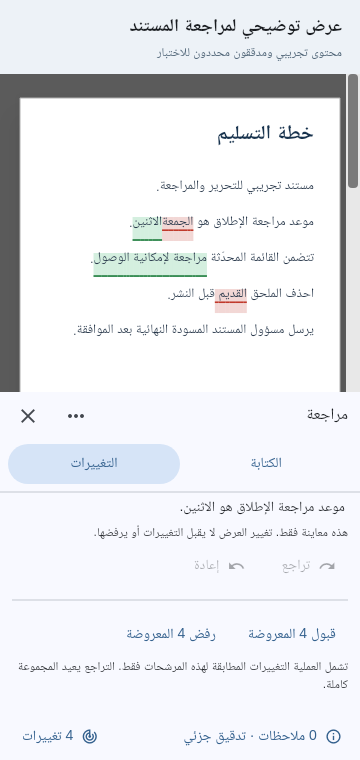 عرض توضيحي لمراجعة المستند
محتوى تجريبي ومدققون محددون للاختبار
خطة التسليم
مستند تجريبي للتحرير والمراجعة.
موعد مراجعة الإطلاق هو الجمعةالاثنين.
تتضمن القائمة المحدّثة مراجعة لإمكانية الوصول.
احذف الملحق القديم قبل النشر.
يرسل مسؤول المستند المسودة النهائية بعد الموافقة.
مراجعة
الكتابة
التغييرات
موعد مراجعة الإطلاق هو الاثنين.
هذه معاينة فقط. تغيير العرض لا يقبل التغييرات أو يرفضها.
تراجع
إعادة
قبول 4 المعروضة
رفض 4 المعروضة
تشمل العملية التغييرات المطابقة لهذه المرشحات فقط. التراجع يعيد المجموعة
كاملة.
0 ملاحظات · تدقيق جزئي
4 تغييرات